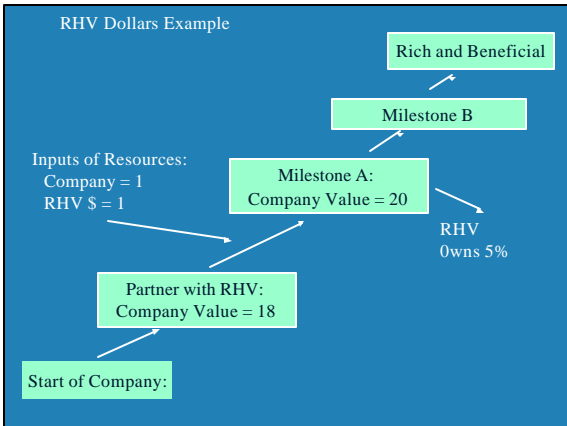 RHV Dollars Example
Rich and Beneficial
Milestone B
Inputs of Resources:
Company = 1
RHV $ = 1
Milestone A:
Company Value = 20
RHV
0wns 5%
Partner with RHV:
Company Value = 18
Start of Company: